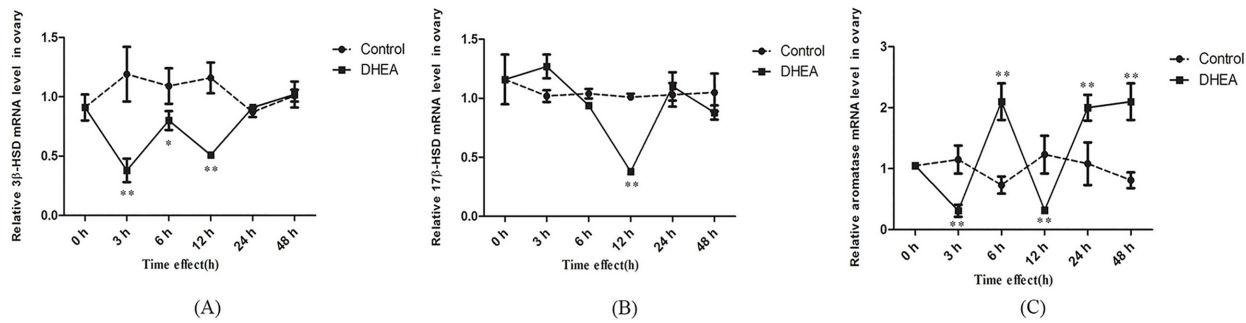 Relative 3β-HSD mRNA level in ovary
1.5
1.0
0.5
0.0
**
*
**
0 h
3 h
6 h
12 h
24 h
48 h
Time effect(h)
Control
DHEA
(A)
Relative 17β-HSD mRNA level in ovary
1.5
1.0
0.5
0.0
**
0 h
3 h
6 h
12 h
24 h
48 h
Time effect(h)
Control
DHEA
(B)
Relative aromatase mRNA level in ovary
3
2
1
0
**
**
**
**
**
0 h
3 h
6 h
12 h
24 h
48 h
Time effect(h)
Control
DHEA
(C)